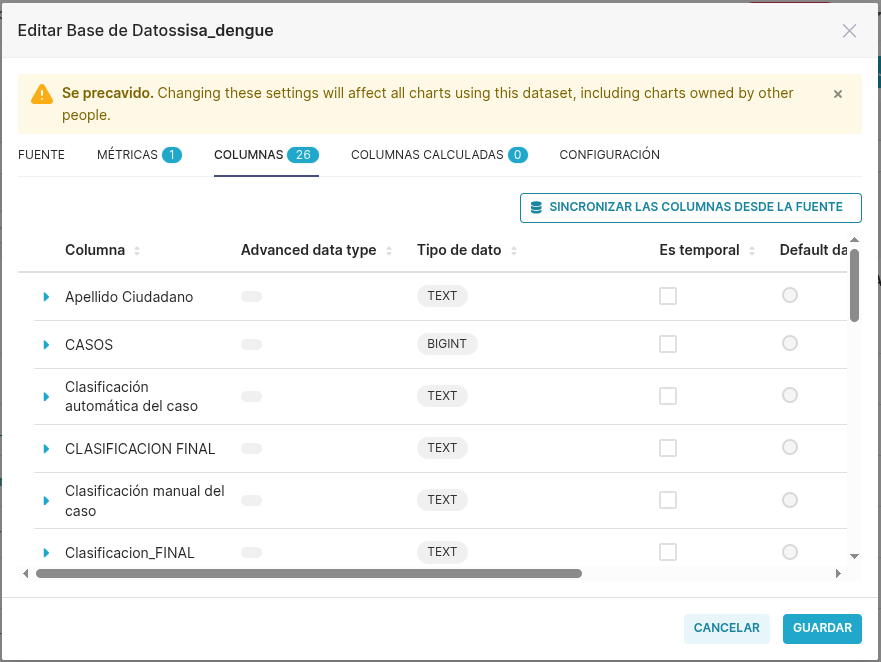 Editar Base de Datossisa_dengue
Se precavido. Changing these settings will affect all charts using this dataset, including charts owned by other
people.
FUENTE MÉTRICAS 1 COLUMNAS 26 COLUMNAS CALCULADAS 0 CONFIGURACIÓN
SINCRONIZAR LAS COLUMNAS DESDE LA FUENTE
Columna Advanced data type Tipo de dato Es temporal Default da
Apellido Ciudadano TEXT
CASOS BIGINT
Clasificación
automática del caso TEXT
CLASIFICACION FINAL TEXT
Clasificación manual del
caso TEXT
Clasificacion_FINAL TEXT
CANCELAR GUARDAR